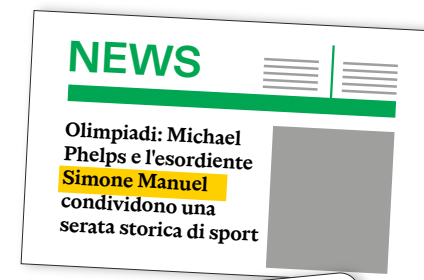 NEWS
Olimpiadi: Michael
Phelps e l'esordiente
Simone Manuel
condividono una
serata storica di sport